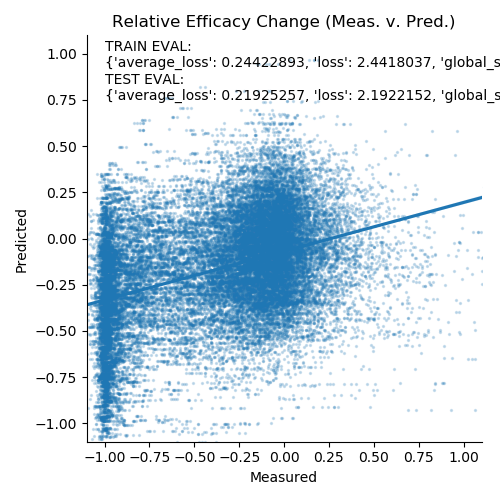 Relative Efficacy Change (Meas. v. Pred.)
TRAIN EVAL:
{'average_loss': 0.24422893, 'loss': 2.4418037, 'global_s
TEST EVAL:
{'average_loss': 0.21925257, 'loss': 2.1922152, 'global_s
1.00
0.75
0.50
0.25
0.00
−0.25
−0.50
−0.75
−1.00
Predicted
−1.00 −0.75 −0.50 −0.25 0.00 0.25 0.50 0.75 1.00
Measured